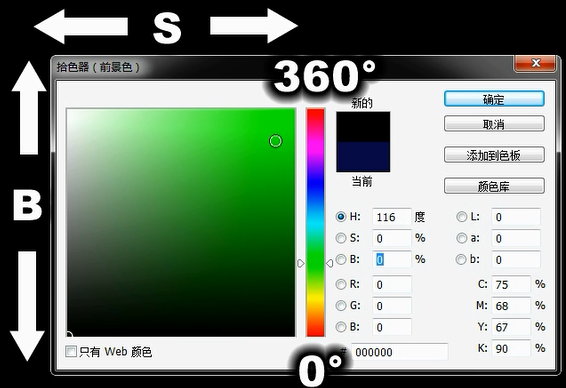 S
拾色器（前景色）
360°
B
新的
当前
确定
取消
添加到色板
颜色库
H: 116 度
S: 0 %
B: 0 %
R: 0
G: 0
B: 0
L: 0
a: 0
b: 0
C: 75 %
M: 68 %
Y: 67 %
K: 90 %
# 000000
只有 Web 颜色
0°